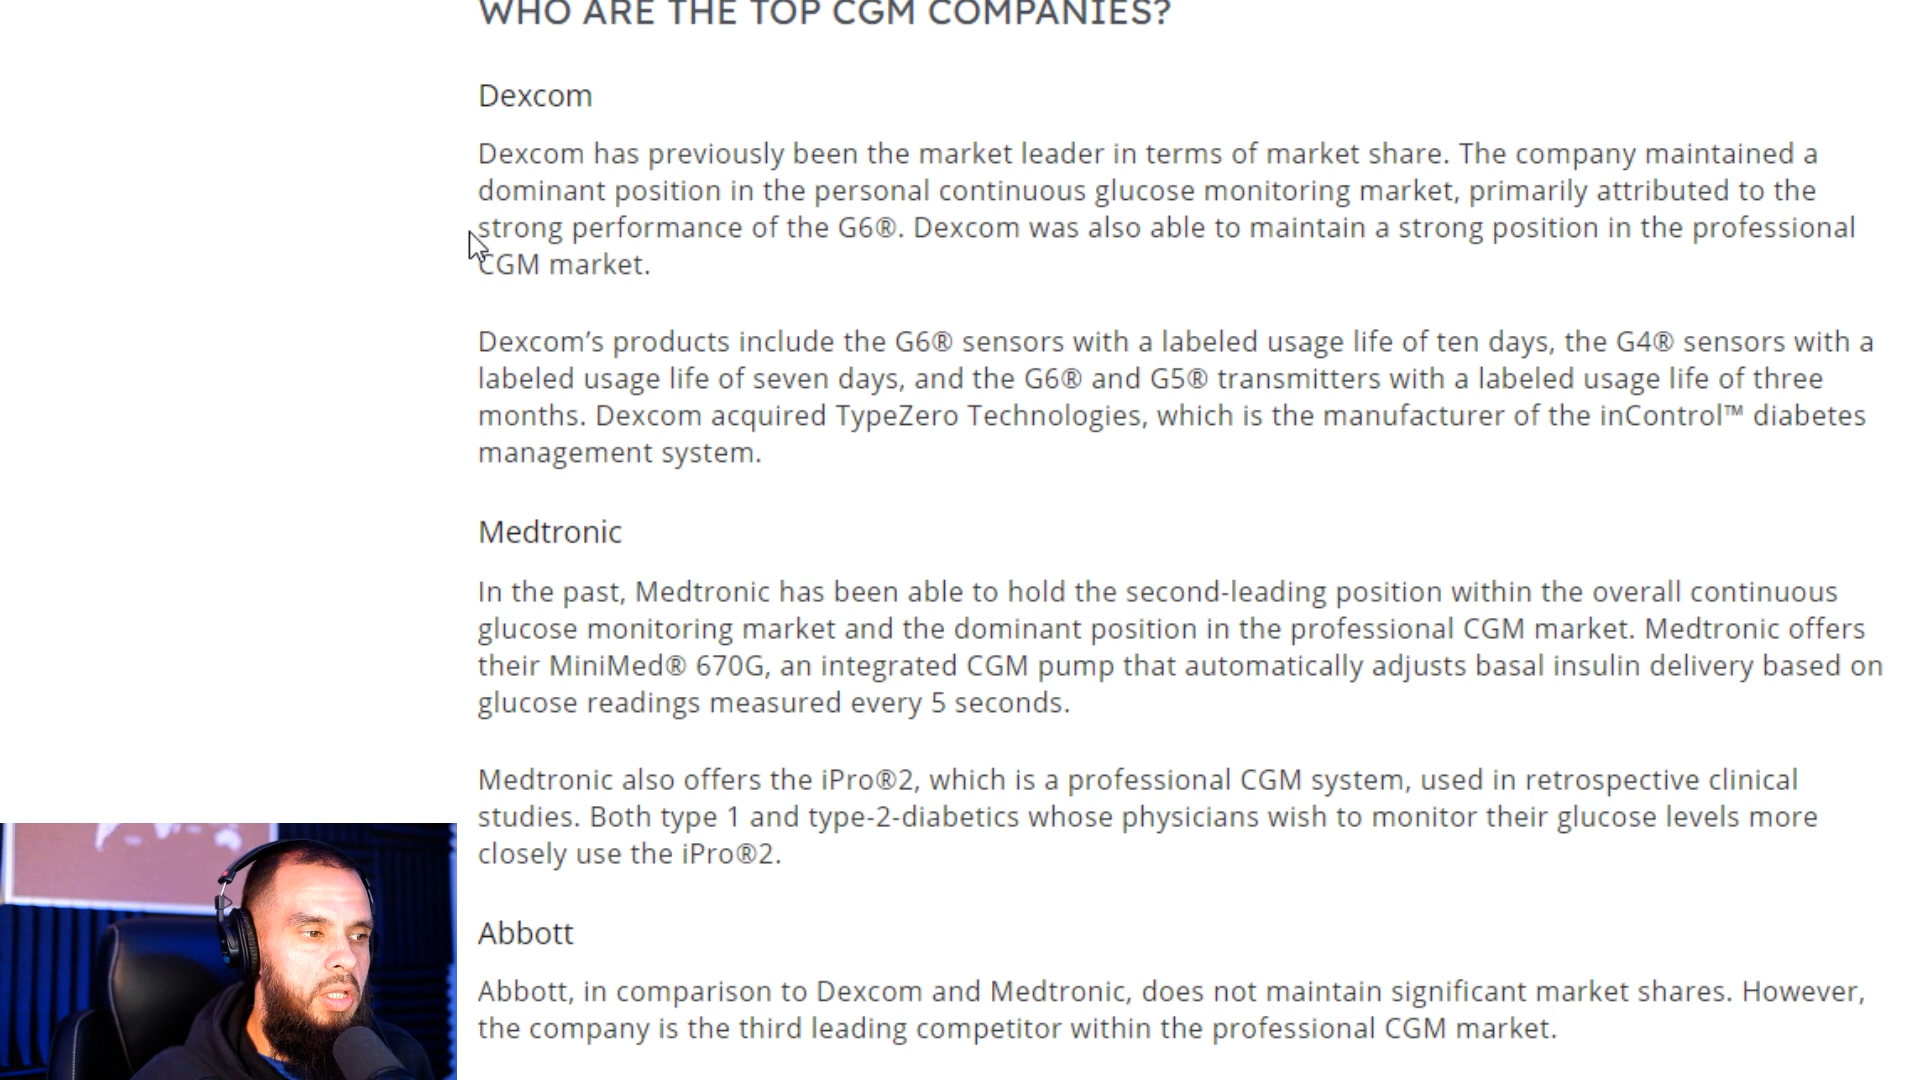 WHO ARE THE TOP CGM COMPANIES?
Dexcom
Dexcom has previously been the market leader in terms of market share. The company maintained a
dominant position in the personal continuous glucose monitoring market, primarily attributed to the
strong performance of the G6®. Dexcom was also able to maintain a strong position in the professional
CGM market.
Dexcom’s products include the G6® sensors with a labeled usage life of ten days, the G4® sensors with a
labeled usage life of seven days, and the G6® and G5® transmitters with a labeled usage life of three
months. Dexcom acquired TypeZero Technologies, which is the manufacturer of the inControl™ diabetes
management system.
Medtronic
In the past, Medtronic has been able to hold the second-leading position within the overall continuous
glucose monitoring market and the dominant position in the professional CGM market. Medtronic offers
their MiniMed® 670G, an integrated CGM pump that automatically adjusts basal insulin delivery based on
glucose readings measured every 5 seconds.
Medtronic also offers the iPro®2, which is a professional CGM system, used in retrospective clinical
studies. Both type 1 and type-2-diabetics whose physicians wish to monitor their glucose levels more
closely use the iPro®2.
Abbott
Abbott, in comparison to Dexcom and Medtronic, does not maintain significant market shares. However,
the company is the third leading competitor within the professional CGM market.